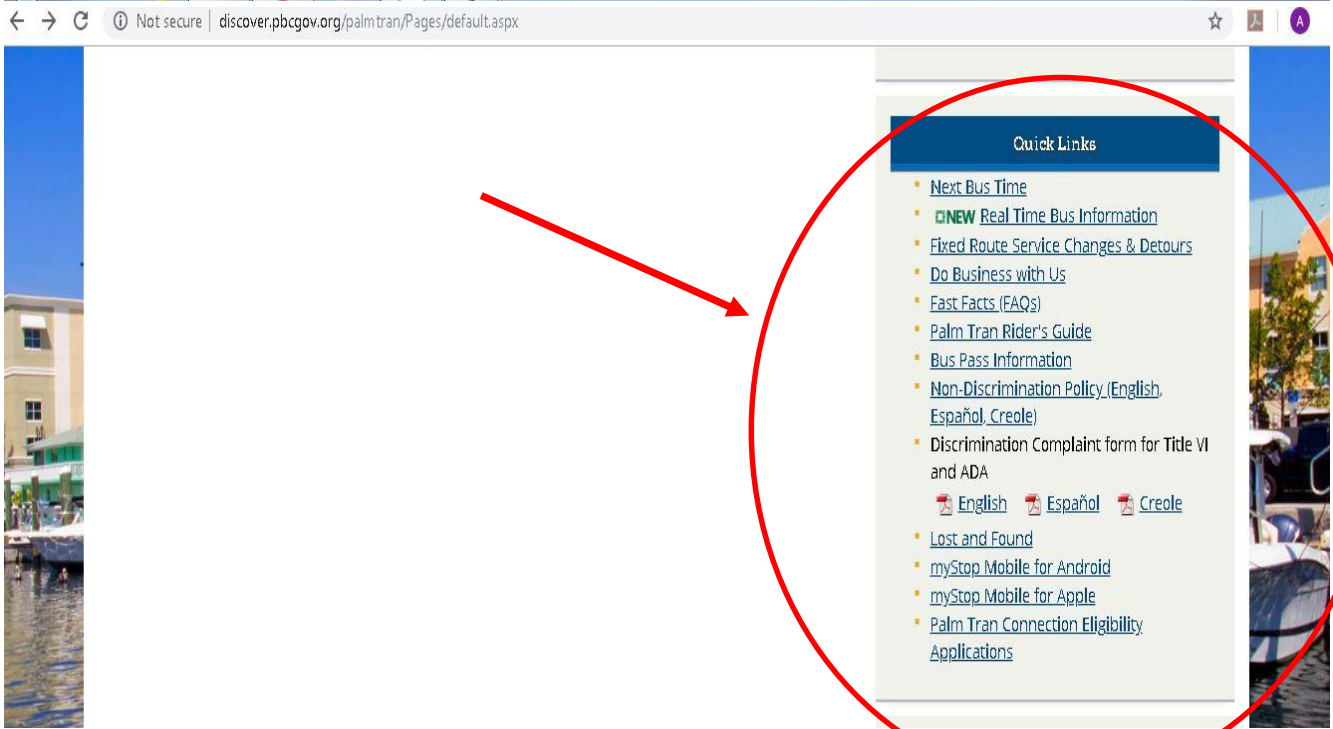 Not secure | discover.pbcgov.org/palmtran/Pages/default.aspx
A
Quick Links
Next Bus Time
NEW Real Time Bus Information
Fixed Route Service Changes & Detours
Do Business with Us
Fast Facts (FAQs)
Palm Tran Rider's Guide
Bus Pass Information
Non-Discrimination Policy (English,
Español, Creole)
Discrimination Complaint form for Title VI
and ADA
English Español Creole
Lost and Found
myStop Mobile for Android
myStop Mobile for Apple
Palm Tran Connection Eligibility
Applications